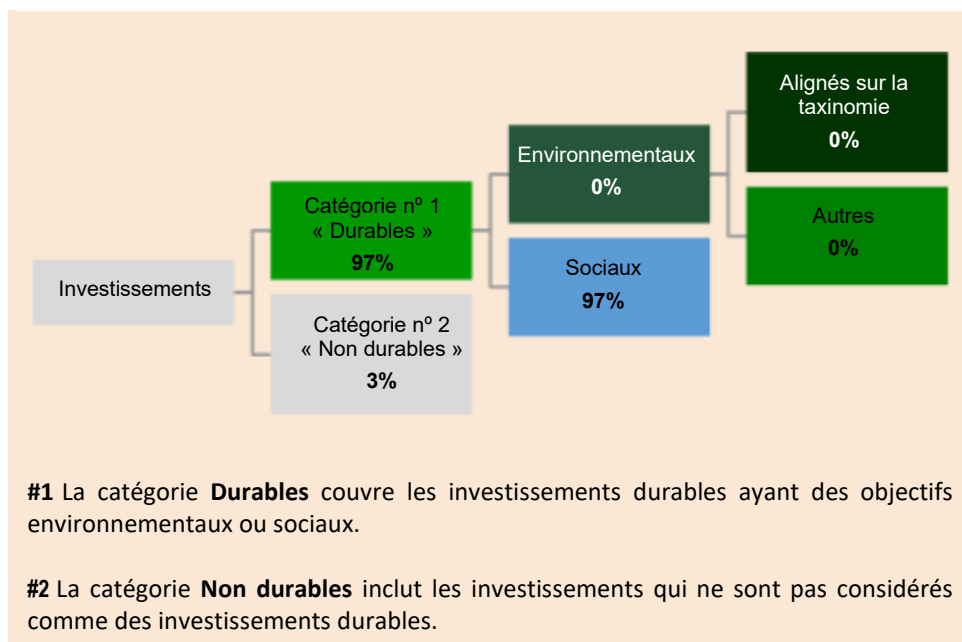 Investissements
Catégorie nº 1
« Durables »
97%
Catégorie nº 2
« Non durables »
3%
Environnementaux
0%
Sociaux
97%
Alignés sur la
taxinomie
0%
Autres
0%
#1 La catégorie Durables couvre les investissements durables ayant des objectifs
environnementaux ou sociaux.
#2 La catégorie Non durables inclut les investissements qui ne sont pas considérés
comme des investissements durables.